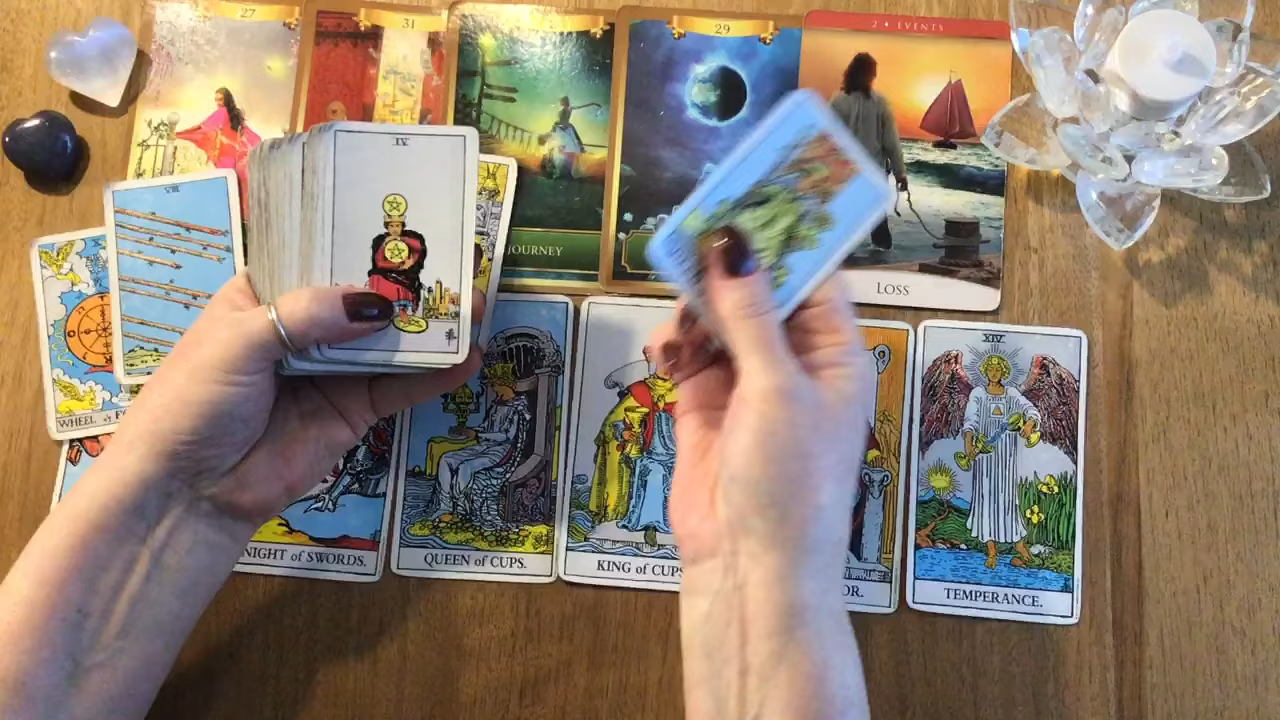 27
31
29
2 • EVENTS
VIII
IV
JOURNEY
LOSS
WHEEL of F
XIV
NIGHT of SWORDS.
QUEEN of CUPS.
KING of CUPS
OR.
TEMPERANCE.